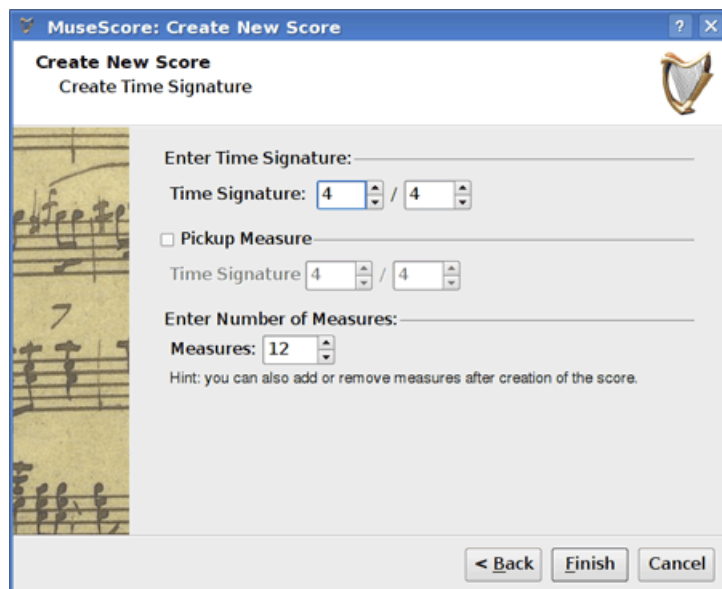 MuseScore: Create New Score
Create New Score
Create Time Signature
Enter Time Signature:
Time Signature: 4 / 4
Pickup Measure
Time Signature 4 / 4
Enter Number of Measures:
Measures: 12
Hint: you can also add or remove measures after creation of the score.
< Back Finish Cancel